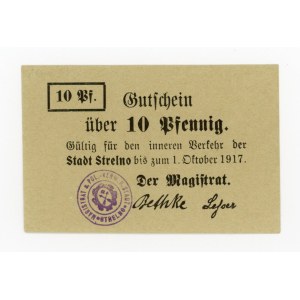 10 Pf.
Gutschein
über 10 Pfennig.
Gültig für den inneren Verkehr der
Stadt Strelno bis zum 1. Oktober 1917.
Der Magistrat.
STRELNO